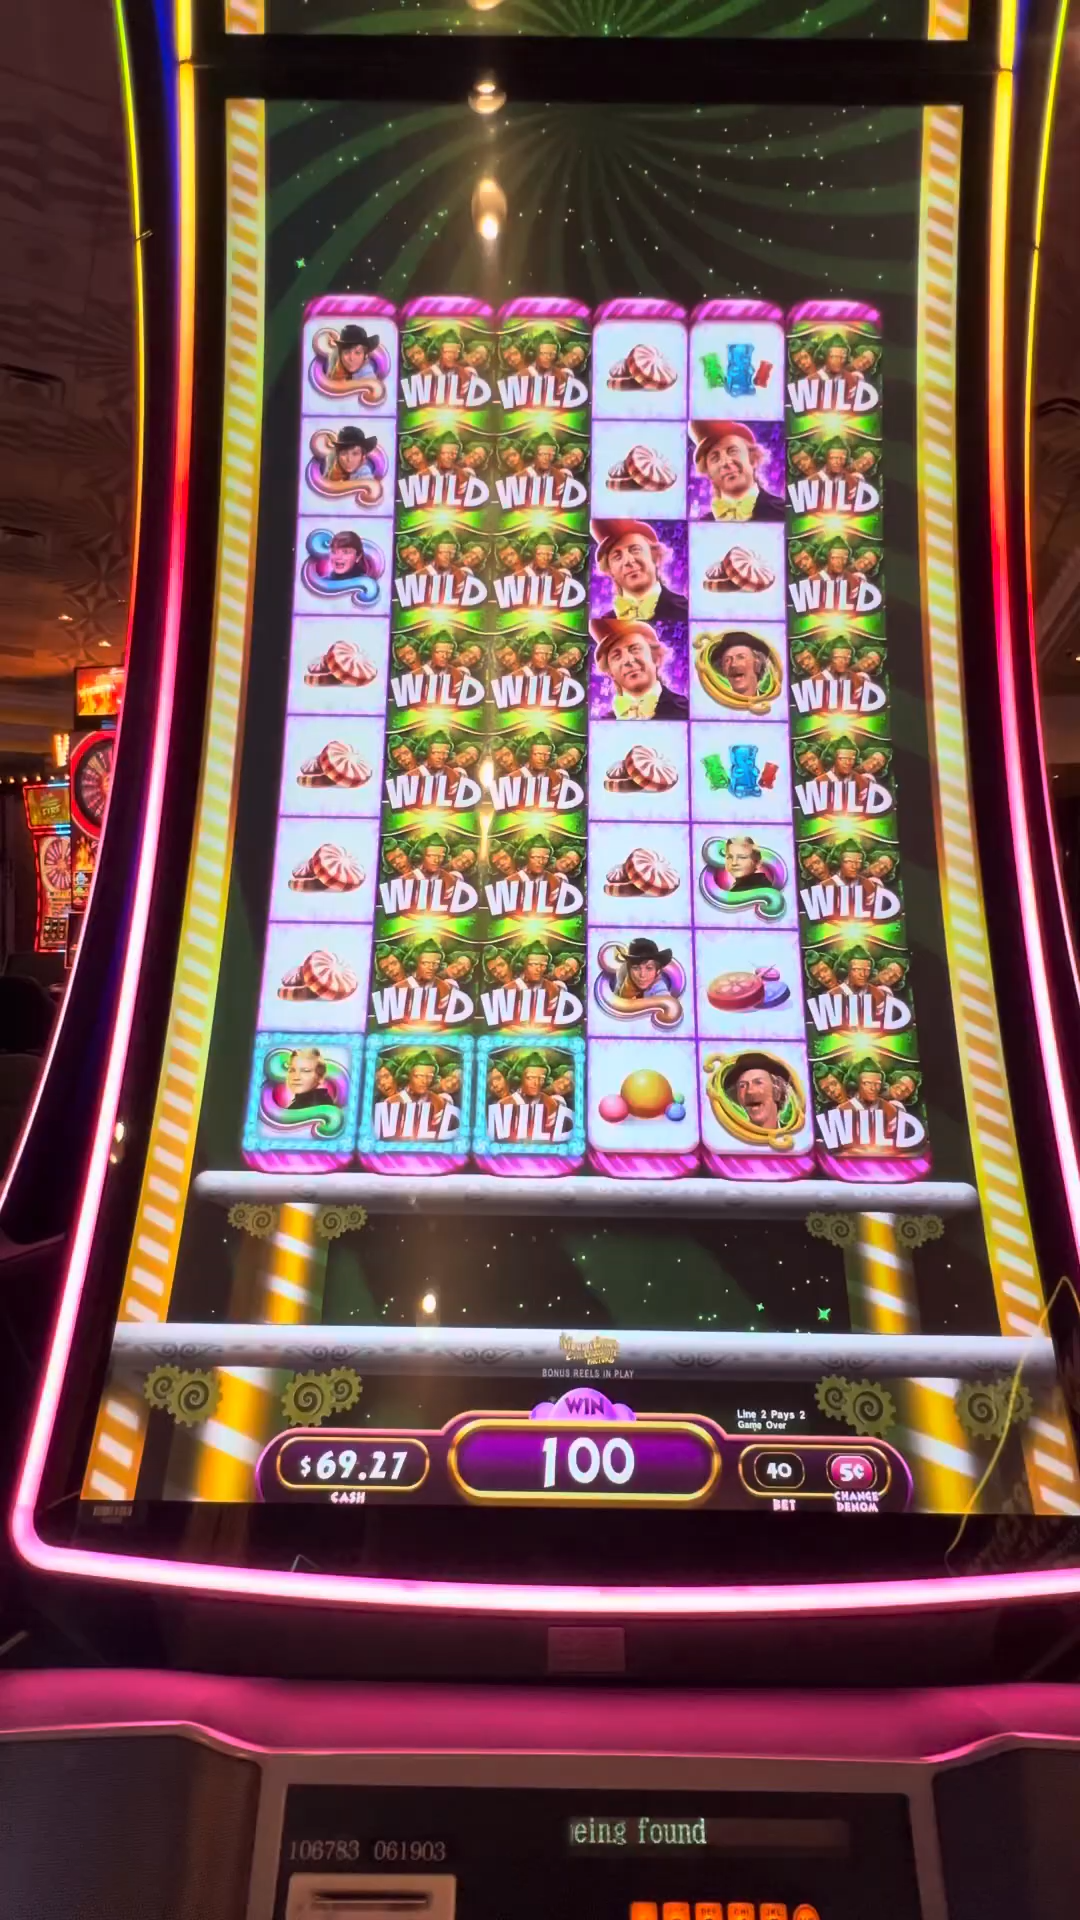 WILD WILD WILD
WILD WILD WILD
WILD WILD WILD
WILD WILD WILD
WILD WILD WILD
WILD WILD WILD
WILD WILD WILD
WILD WILD WILD
BONUS REELS IN PLAY
WIN
Line 2 Pays 2
Game Over
$69.27
100
40
5¢
CASH
BET
CHANGE
DENOM
eing found
106783 061903